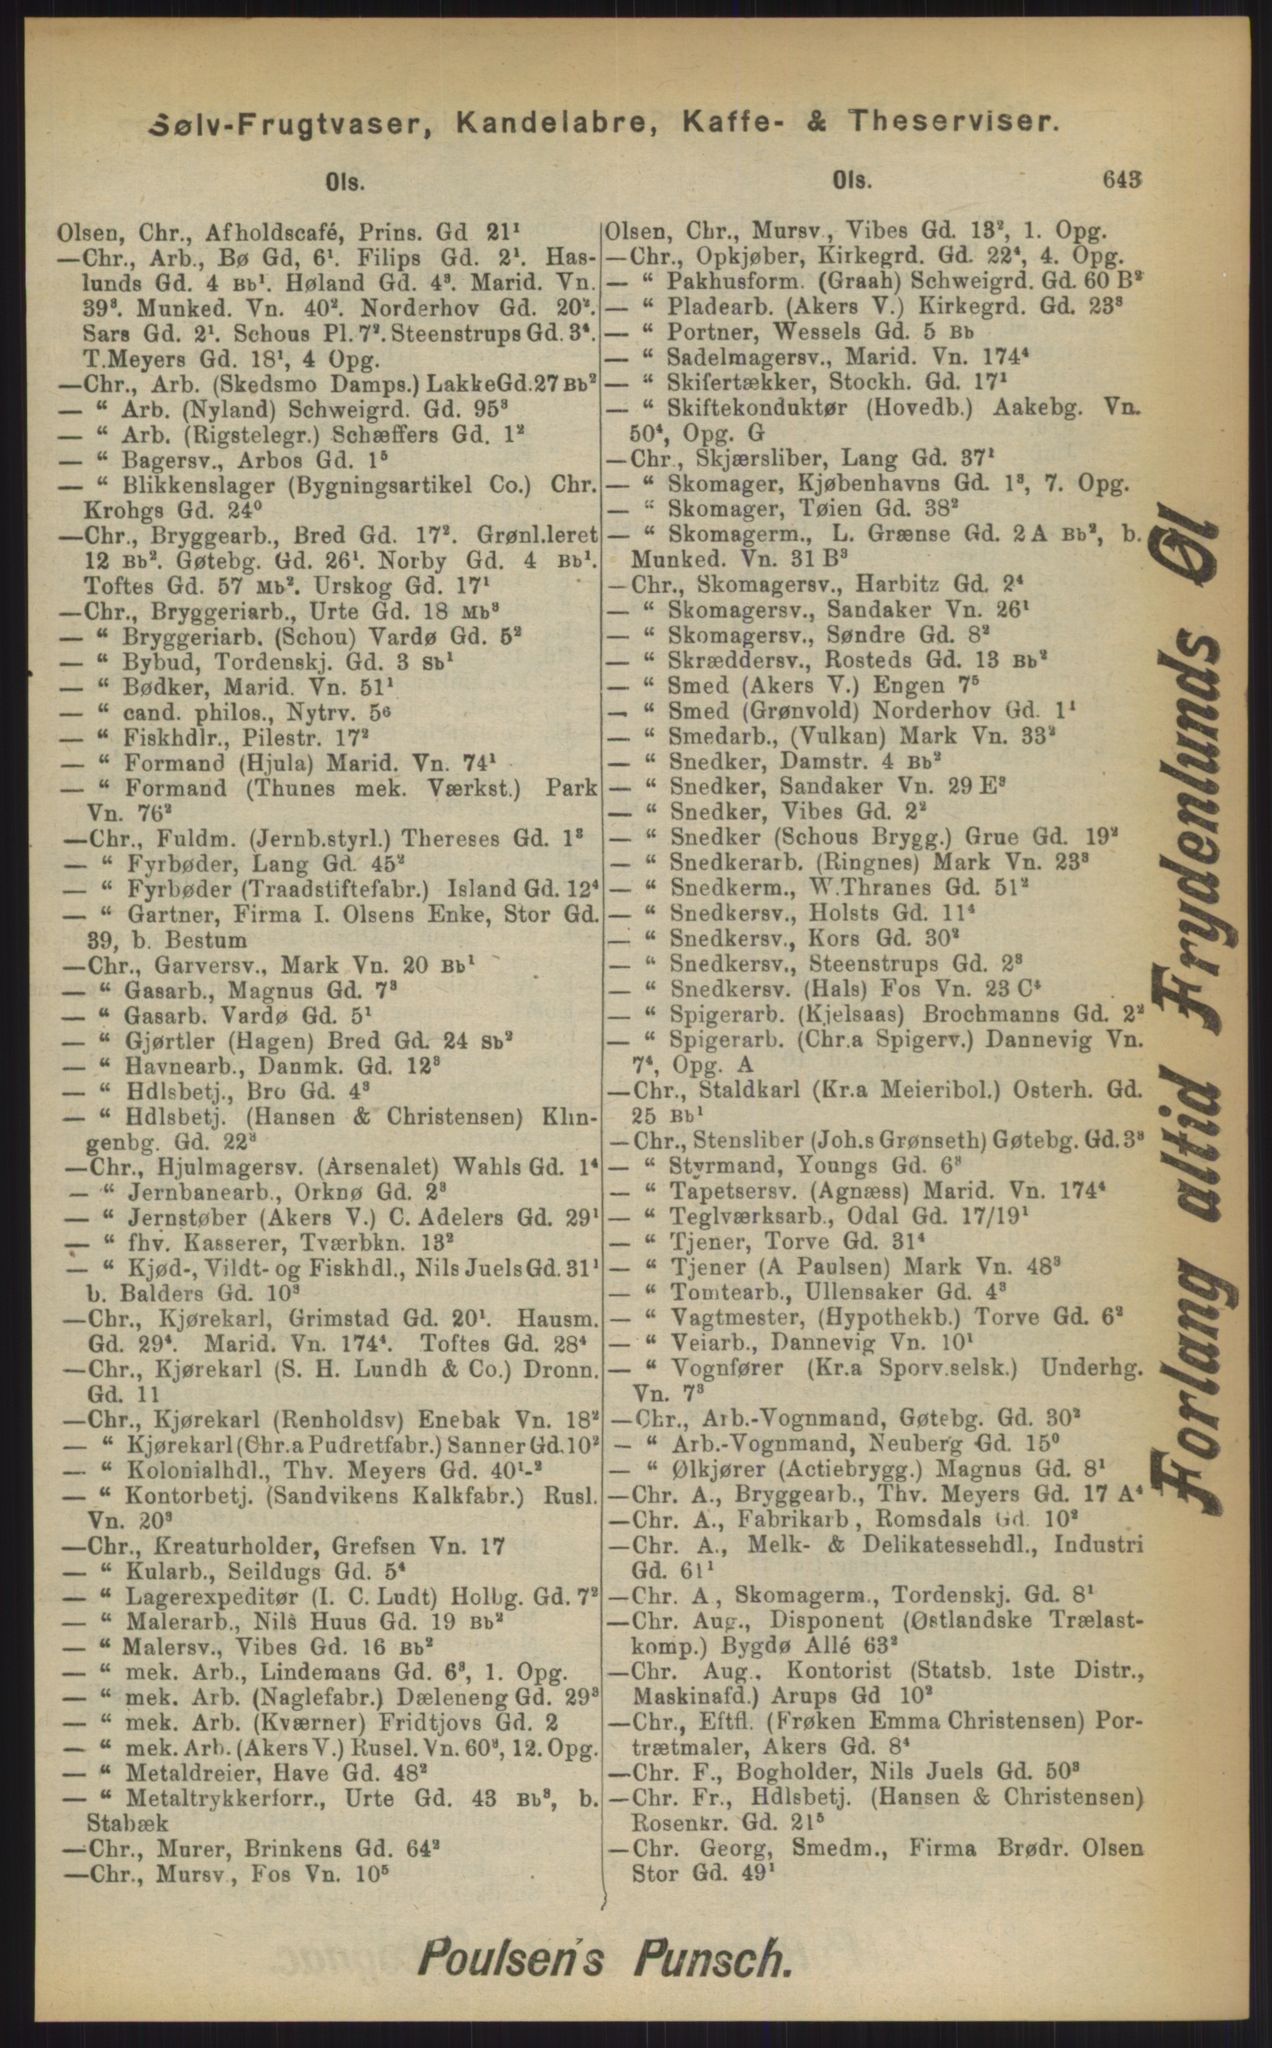 Sølv-Frugtvaser, Kandelabre, Kaffe- & Theserviser.
Ols.
Olsen, Chr., Afholdscafé, Prins. Gd 21¹
—Chr., Arb., Bø Gd, 6¹. Filips Gd. 2¹. Has-
lunds Gd. 4 Bb¹. Høland Gd. 4³. Marid. Vn.
39³. Munked. Vn. 40². Norderhov Gd. 20².
Sars Gd. 2¹. Schous Pl. 7². Steenstrups Gd. 3⁴.
T. Meyers Gd. 18¹, 4 Opg.
—Chr., Arb. (Skedsmo Damps.) Lakke Gd. 27 Bb²
— “ Arb. (Nyland) Schweigrd. Gd. 95³
— “ Arb. (Rigstelegr.) Schæffers Gd. 1²
— “ Bagersv., Arbos Gd. 1⁵
— “ Blikkenslager (Bygningsartikel Co.) Chr.
Krohgs Gd. 24⁰
—Chr., Bryggearb., Bred Gd. 17². Grønl.leret
12 Bb². Gøtebg. Gd. 26¹. Norby Gd. 4 Bb¹.
Toftes Gd. 57 Mb². Urskog Gd. 17¹
—Chr., Bryggeriarb., Urte Gd. 18 Mb³
— “ Bryggeriarb. (Schou) Vardø Gd. 5²
— “ Bybud, Tordenskj. Gd. 3 Sb¹
— “ Bødker, Marid. Vn. 51¹
— “ cand. philos., Nytrv. 5⁶
— “ Fiskhdlr., Pilestr. 17²
— “ Formand (Hjula) Marid. Vn. 74¹
— “ Formand (Thunes mek. Værkst.) Park
Vn. 76²
—Chr., Fuldm. (Jernb.styrl.) Thereses Gd. 1³
— “ Fyrbøder, Lang Gd. 45²
— “ Fyrbøder (Traadstiftefabr.) Island Gd. 12⁴
— “ Gartner, Firma I. Olsens Enke, Stor Gd.
39, b. Bestum
—Chr., Garversv., Mark Vn. 20 Bb¹
— “ Gasarb., Magnus Gd. 7³
— “ Gasarb. Vardø Gd. 5¹
— “ Gjørtler (Hagen) Bred Gd. 24 Sb²
— “ Havnearb., Danmk. Gd. 12³
— “ Hdlsbetj., Bro Gd. 4³
— “ Hdlsbetj. (Hansen & Christensen) Klin-
genbg. Gd. 22³
—Chr., Hjulmagersv. (Arsenalet) Wahls Gd. 1⁴
— “ Jernbanearb., Orknø Gd. 2³
— “ Jernstøber (Akers V.) C. Adelers Gd. 29¹
— “ fhv. Kasserer, Tværbkn. 13²
— “ Kjød-, Vildt- og Fiskhdl., Nils Juels Gd. 31¹
b. Balders Gd. 10³
—Chr., Kjørekarl, Grimstad Gd. 20¹. Hausm.
Gd. 29⁴. Marid. Vn. 174⁴. Toftes Gd. 28⁴
—Chr., Kjørekarl (S. H. Lundh & Co.) Dronn.
Gd. 11
—Chr., Kjørekarl (Renholdsv) Enebak Vn. 18²
— “ Kjørekarl (Chr.a Pudretfabr.) Sanner Gd. 10²
— “ Kolonialhdl., Thv. Meyers Gd. 40¹-²
— “ Kontorbetj. (Sandvikens Kalkfabr.) Rusl.
Vn. 20³
—Chr., Kreaturholder, Grefsen Vn. 17
— “ Kularb., Seildugs Gd. 5⁴
— “ Lagerexpeditør (I. C. Ludt) Holbg. Gd. 7²
— “ Malerarb., Nils Huus Gd. 19 Bb²
— “ Malersv., Vibes Gd. 16 Bb²
— “ mek. Arb., Lindemans Gd. 6³, 1. Opg.
— “ mek. Arb. (Naglefabr.) Dæleneng Gd. 29³
— “ mek. Arb. (Kværner) Fridtjovs Gd. 2
— “ mek. Arb. (Akers V.) Rusel. Vn. 60³, 12. Opg.
— “ Metaldreier, Have Gd. 48²
— “ Metaltrykkerforr., Urte Gd. 43 Bb³, b.
Stabæk
—Chr., Murer, Brinkens Gd. 64²
—Chr., Mursv., Fos Vn. 10⁵
Ols. 643
Olsen, Chr., Mursv., Vibes Gd. 13², 1. Opg.
—Chr., Opkjøber, Kirkegrd. Gd. 22⁴, 4. Opg.
— “ Pakhusform. (Graah) Schweigrd. Gd. 60 B²
— “ Pladearb. (Akers V.) Kirkegrd. Gd. 23³
— “ Portner, Wessels Gd. 5 Bb
— “ Sadelmagersv., Marid. Vn. 174⁴
— “ Skifertækker, Stockh. Gd. 17¹
— “ Skiftekonduktør (Hovedb.) Aakebg. Vn.
50⁴, Opg. G
—Chr., Skjærsliber, Lang Gd. 37¹
— “ Skomager, Kjøbenhavns Gd. 1³, 7. Opg.
— “ Skomager, Tøien Gd. 38²
— “ Skomagerm., L. Grænse Gd. 2 A Bb², b.
Munked. Vn. 31 B³
—Chr., Skomagersv., Harbitz Gd. 2⁴
— “ Skomagersv., Sandaker Vn. 26¹
— “ Skomagersv., Søndre Gd. 8²
— “ Skræddersv., Rosteds Gd. 13 Bb²
— “ Smed (Akers V.) Engen 7⁵
— “ Smed (Grønvold) Norderhov Gd. 1¹
— “ Smedarb., (Vulkan) Mark Vn. 33²
— “ Snedker, Damstr. 4 Bb²
— “ Snedker, Sandaker Vn. 29 E³
— “ Snedker, Vibes Gd. 2²
— “ Snedker (Schous Brygg.) Grue Gd. 19²
— “ Snedkerarb. (Ringnes) Mark Vn. 23³
— “ Snedkerm., W. Thranes Gd. 51²
— “ Snedkersv., Holsts Gd. 11⁴
— “ Snedkersv., Kors Gd. 30²
— “ Snedkersv., Steenstrups Gd. 2³
— “ Snedkersv. (Hals) Fos Vn. 23 C⁴
— “ Spigerarb. (Kjelsaas) Brochmanns Gd. 2²
— “ Spigerarb. (Chr.a Spigerv.) Dannevig Vn.
7⁴, Opg. A
—Chr., Staldkarl (Kr.a Meieribol.) Osterh. Gd.
25 Bb¹
—Chr., Stensliber (Joh.s Grønseth) Gøtebg. Gd. 3³
— “ Styrmand, Youngs Gd. 6³
— “ Tapetsersv. (Agnæss) Marid. Vn. 174⁴
— “ Teglværksarb., Odal Gd. 17/19¹
— “ Tjener, Torve Gd. 31⁴
— “ Tjener (A Paulsen) Mark Vn. 48³
— “ Tomtearb., Ullensaker Gd. 4³
— “ Vagtmester, (Hypothekb.) Torve Gd. 6²
— “ Veiarb., Dannevig Vn. 10¹
— “ Vognfører (Kr.a Sporv.selsk.) Underhg.
Vn. 7³
—Chr., Arb.-Vognmand, Gøtebg. Gd. 30²
— “ Arb.-Vognmand, Neuberg Gd. 15⁰
— “ Ølkjører (Actiebrygg.) Magnus Gd. 8¹
—Chr. A., Bryggearb., Thv. Meyers Gd. 17 A⁴
—Chr. A., Fabrikarb, Romsdals Gd. 10²
—Chr. A., Melk- & Delikatessehdl., Industri
Gd. 61¹
—Chr. A, Skomagerm., Tordenskj. Gd. 8¹
—Chr. Aug., Disponent (Østlandske Trælast-
komp.) Bygdø Allé 63²
—Chr. Aug., Kontorist (Statsb. 1ste Distr.,
Maskinafd.) Arups Gd 10²
—Chr., Eftfl. (Frøken Emma Christensen) Por-
trætmaler, Akers Gd. 8⁴
—Chr. F., Bogholder, Nils Juels Gd. 50³
—Chr. Fr., Hdlsbetj. (Hansen & Christensen)
Rosenkr. Gd. 21⁵
—Chr. Georg, Smedm., Firma Brødr. Olsen
Stor Gd. 49¹
Forlang altid Frydenlunds Øl
Poulsen's Punsch.